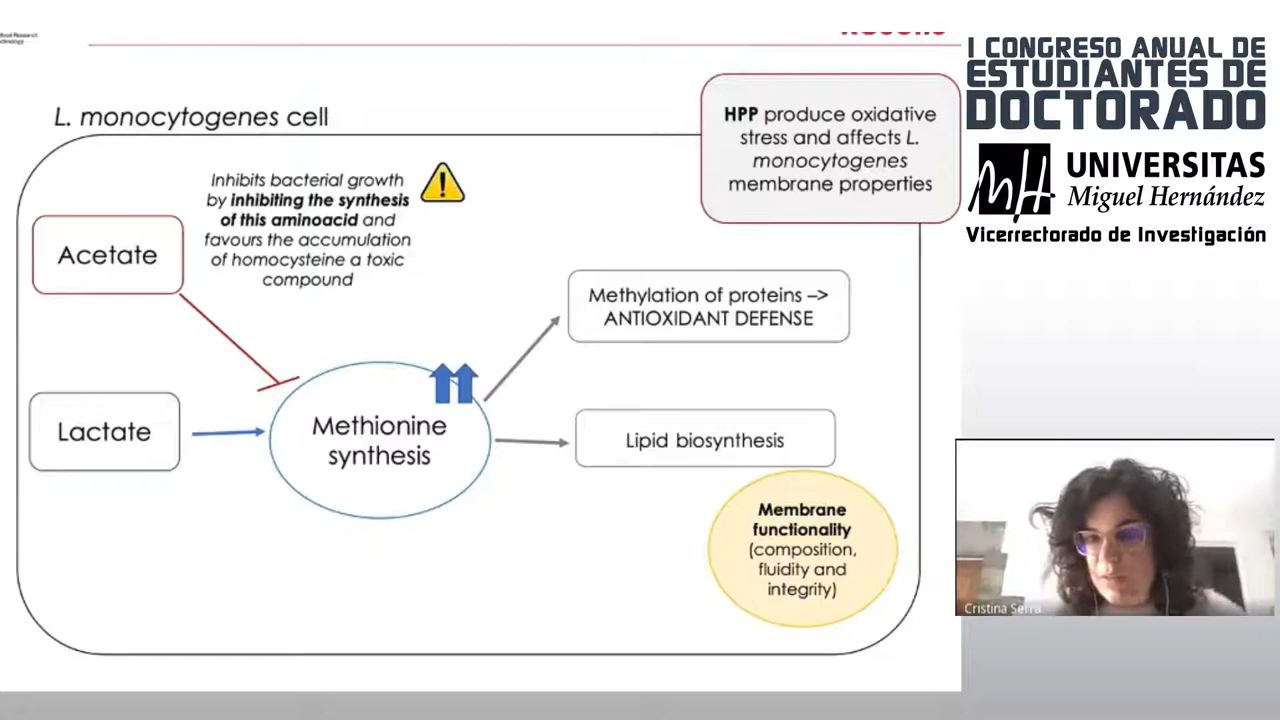 Results
L. monocytogenes cell
HPP produce oxidative
stress and affects L.
monocytogenes
membrane properties
Inhibits bacterial growth
by inhibiting the synthesis
of this aminoacid and
favours the accumulation
of homocysteine a toxic
compound
Acetate
Methylation of proteins –>
ANTIOXIDANT DEFENSE
Lactate
Methionine
synthesis
Lipid biosynthesis
Membrane
functionality
(composition,
fluidity and
integrity)
I CONGRESO ANUAL DE
ESTUDIANTES DE
DOCTORADO
UNIVERSITAS
Miguel Hernández
Vicerrectorado de Investigación
Cristina Serra